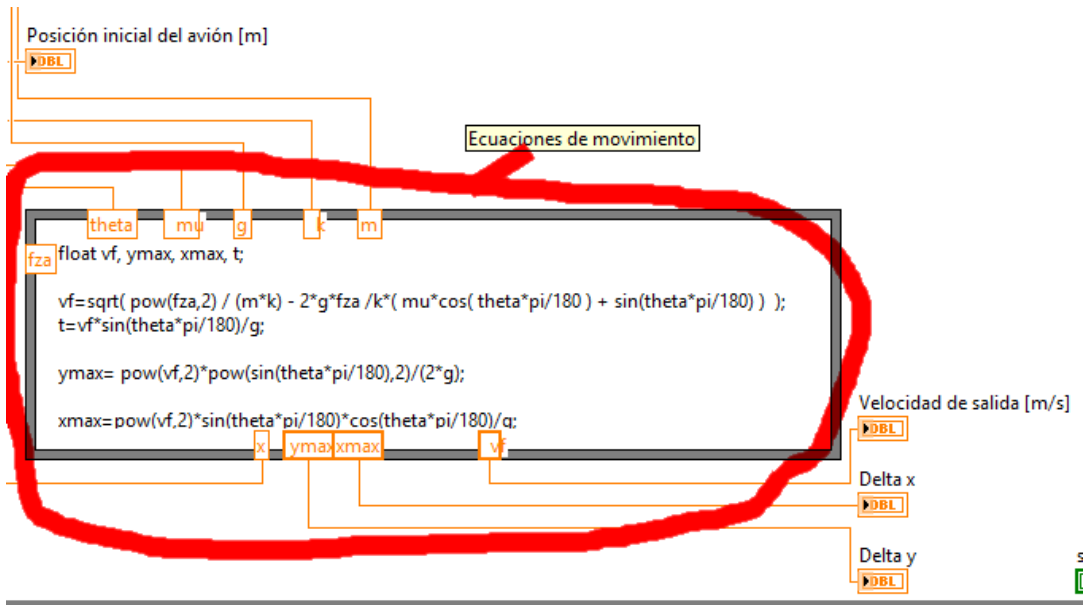 Posición inicial del avión [m]
DBL
Ecuaciones de movimiento
theta mu g k m
fza
float vf, ymax, xmax, t;
vf=sqrt( pow(fza,2) / (m*k) - 2*g*fza /k*( mu*cos( theta*pi/180 ) + sin(theta*pi/180) ) );
t=vf*sin(theta*pi/180)/g;
ymax= pow(vf,2)*pow(sin(theta*pi/180),2)/(2*g);
xmax=pow(vf,2)*sin(theta*pi/180)*cos(theta*pi/180)/g;
x ymax xmax vf
Velocidad de salida [m/s]
DBL
Delta x
DBL
Delta y
DBL